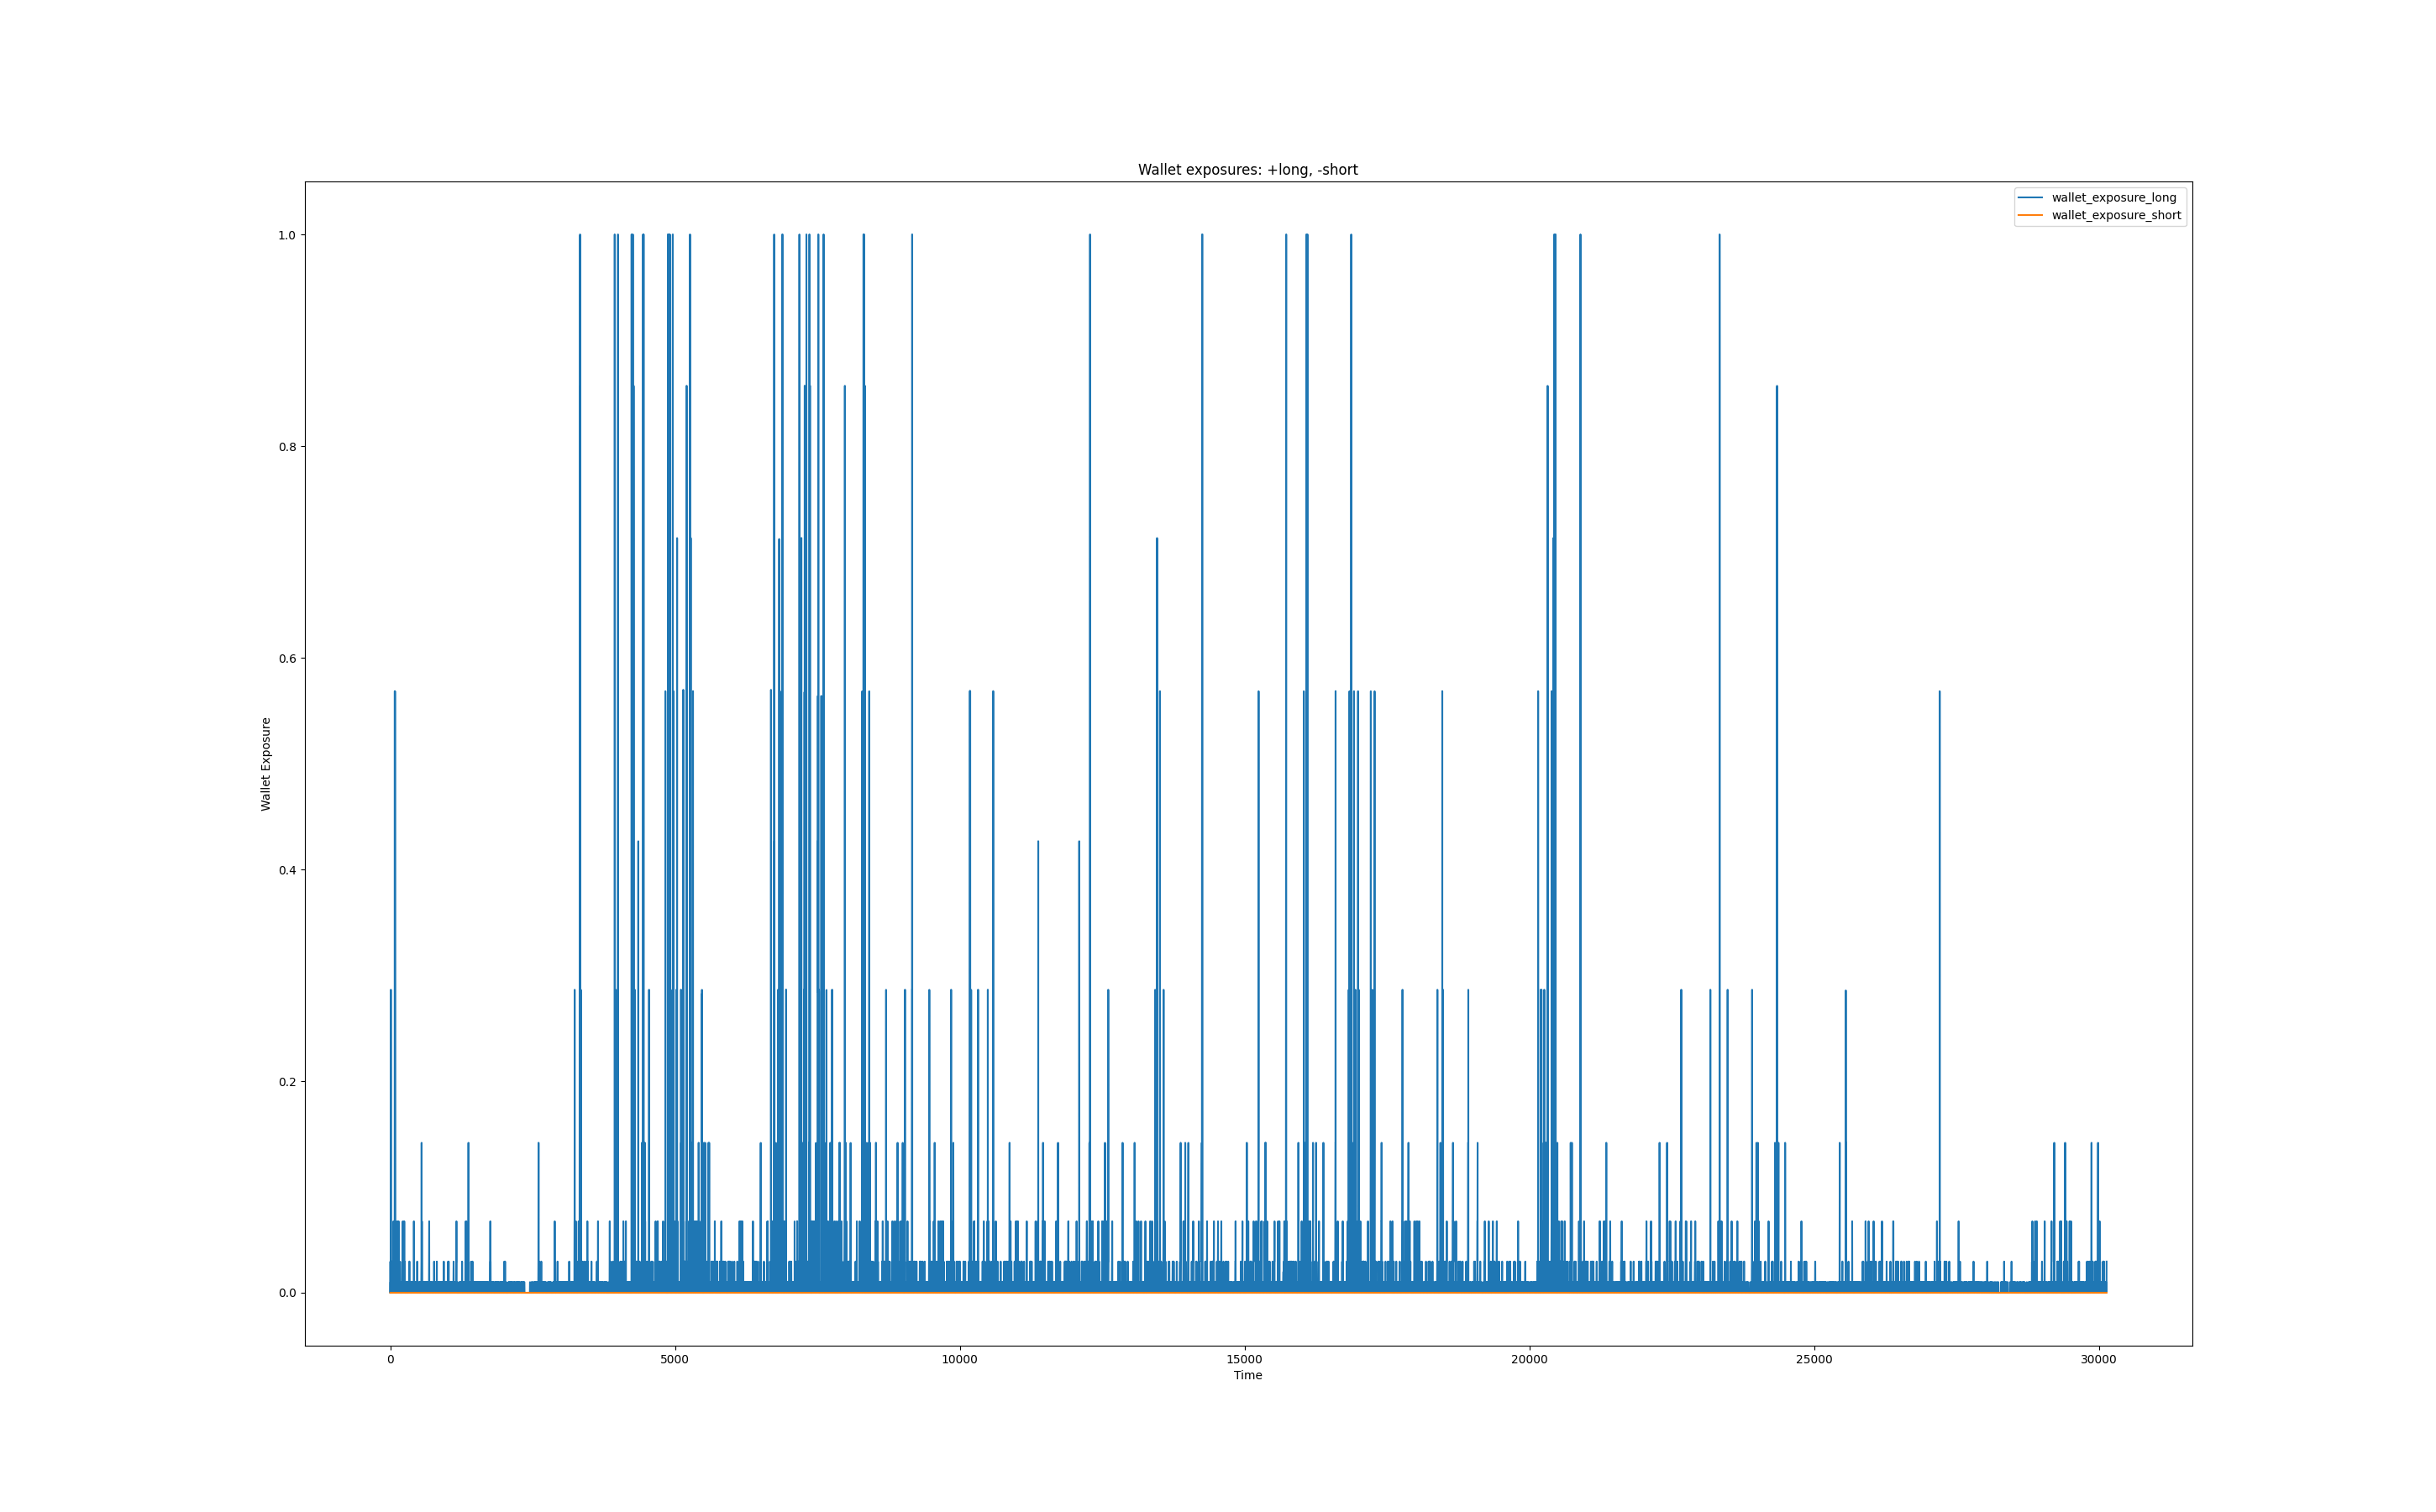 Wallet exposures: +long, -short
wallet_exposure_long
wallet_exposure_short
1.0
0.8
0.6
0.4
0.2
0.0
Wallet Exposure
0 5000 10000 15000 20000 25000 30000
Time